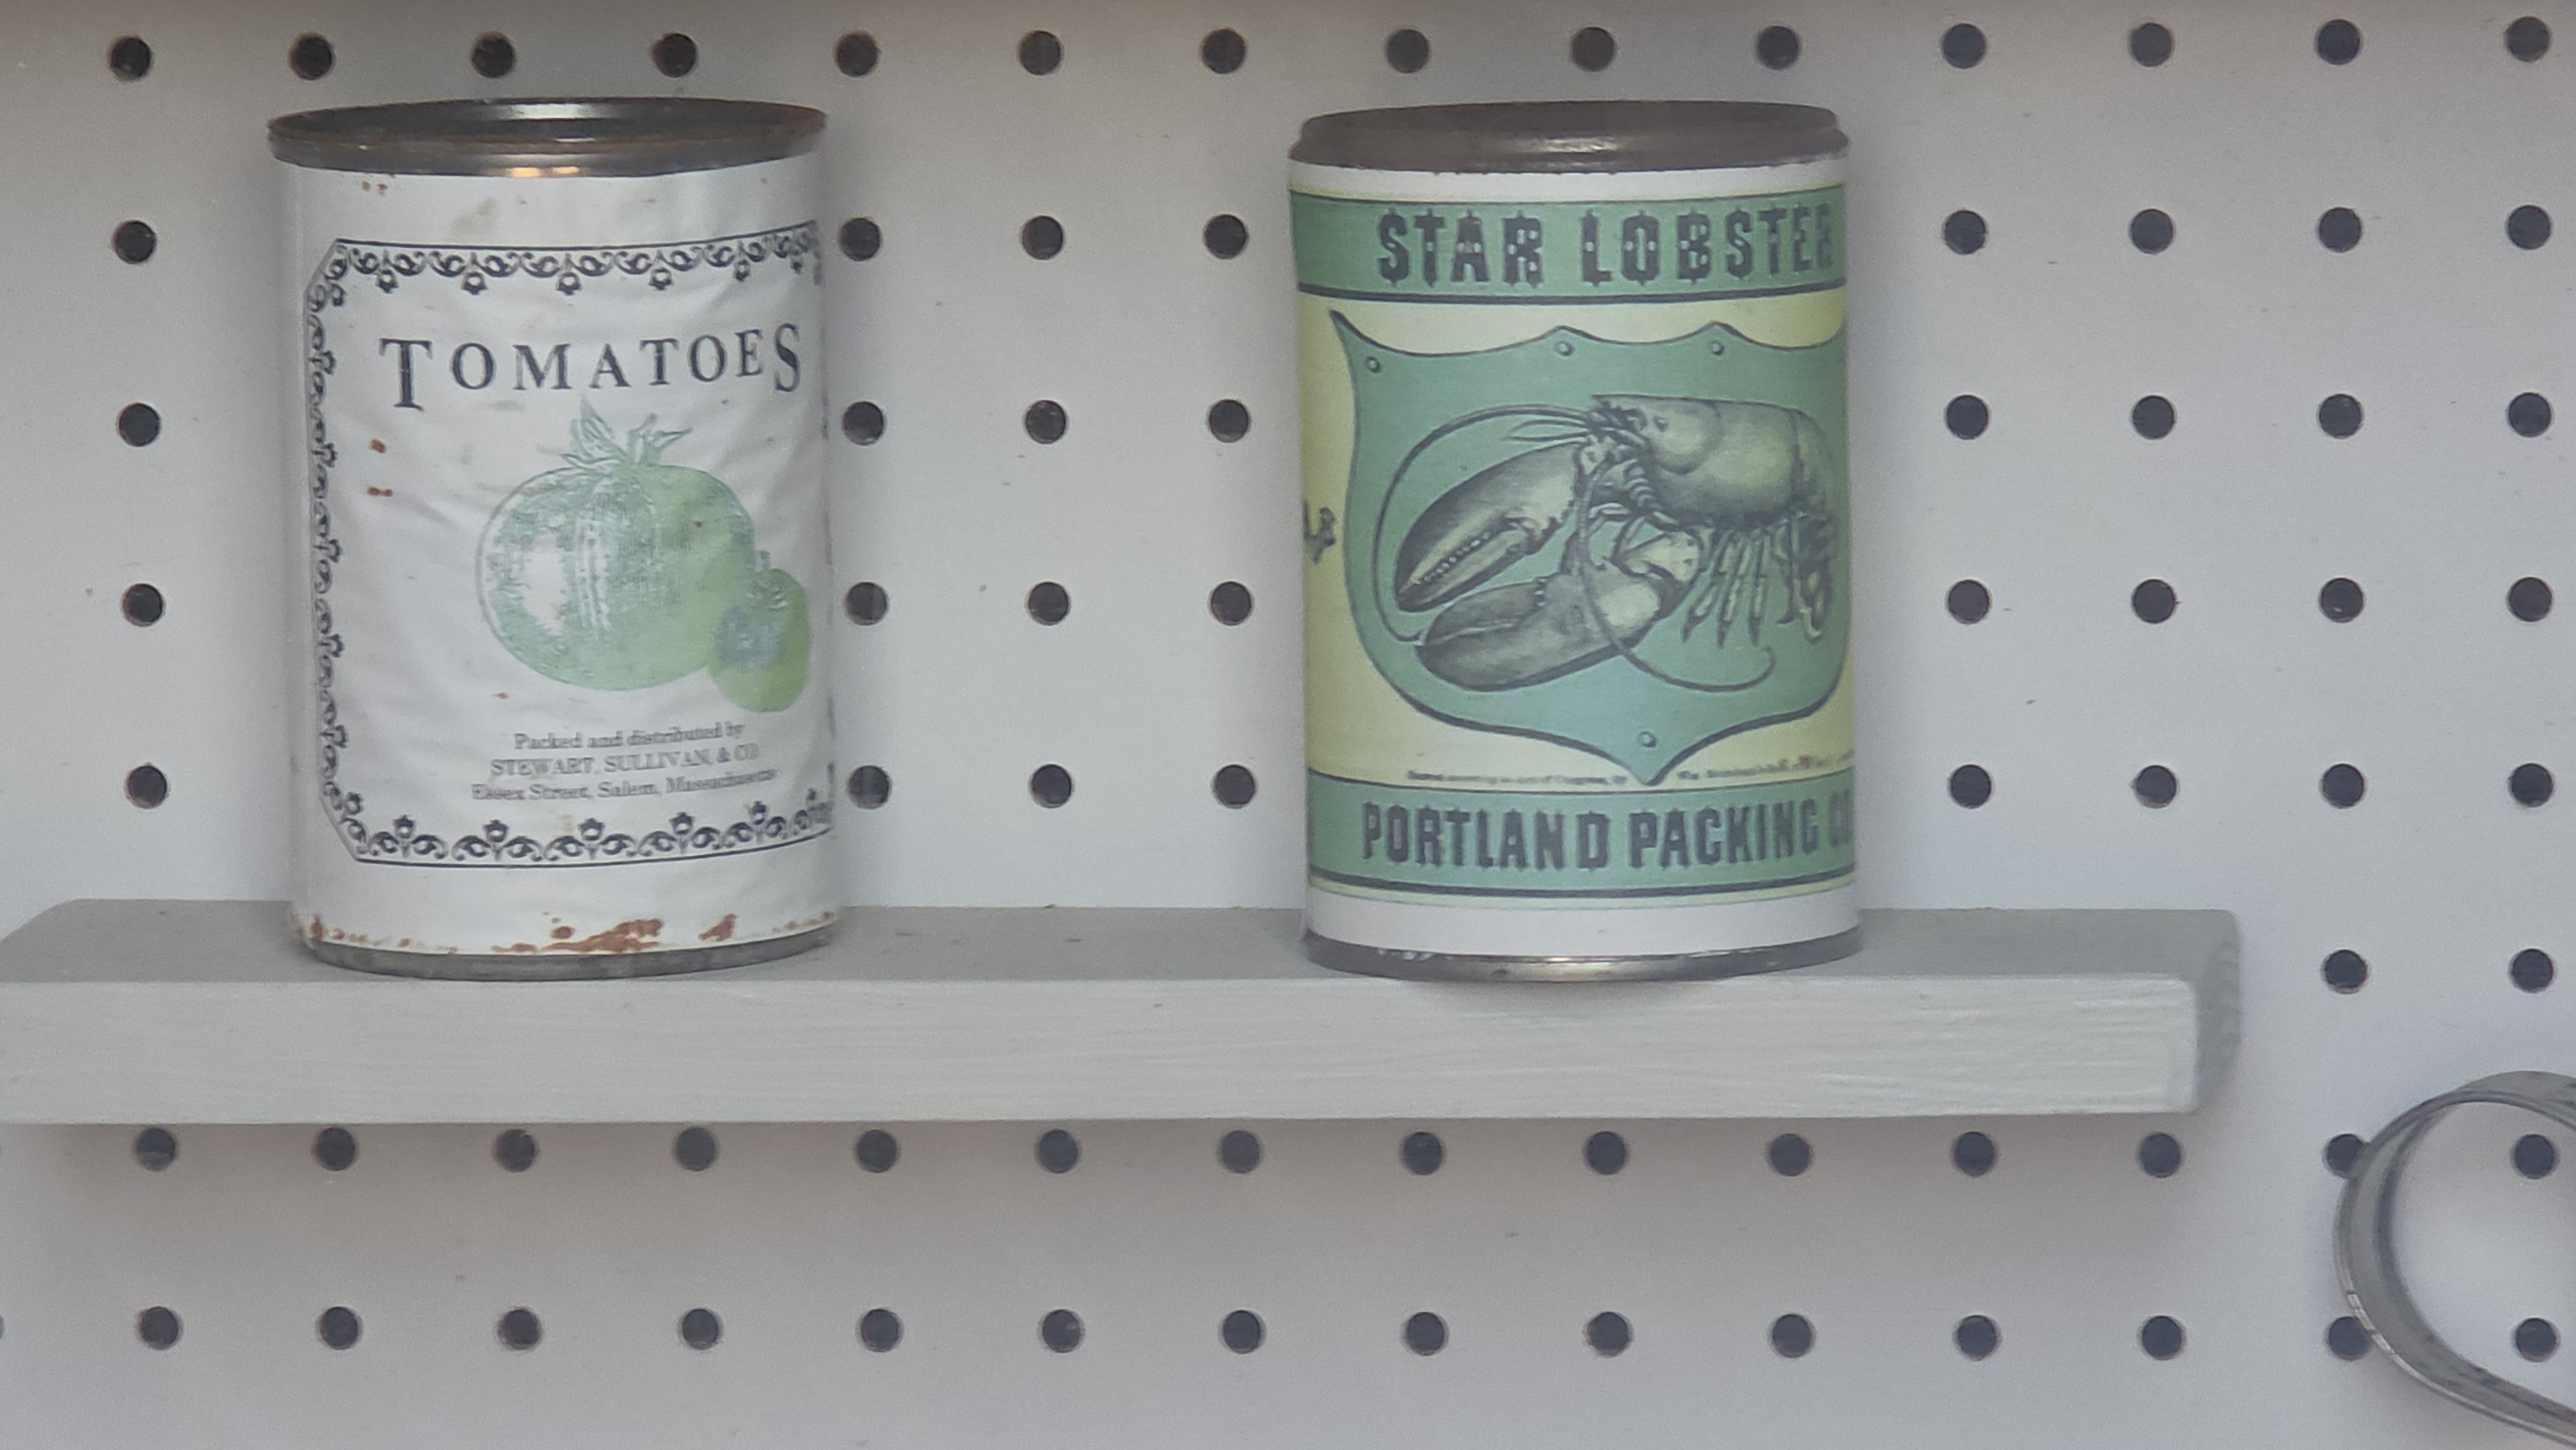 TOMATOES
Packed and distributed by
STEWART, SULLIVAN, & CO.
Essex Street, Salem, Massachusetts
STAR LOBSTER
PORTLAND PACKING CO